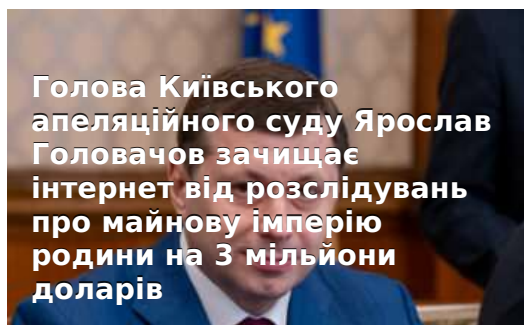 Голова Київського
апеляційного суду Ярослав
Головачов зачищає
інтернет від розслідувань
про майнову імперію
родини на 3 мільйони
доларів